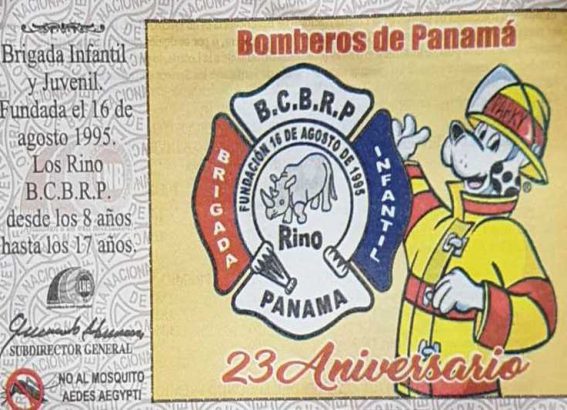 Brigada Infantil
y Juvenil.
Fundada el 16 de
agosto 1995.
Los Rino
B.C.B.R.P.
desde los 8 años
hasta los 17 años.
LNB
SUBDIRECTOR GENERAL
NO AL MOSQUITO
AEDES AEGYPTI
Bomberos de Panamá
B.C.B.R.P
BRIGADA
FUNDACIÓN 16 DE AGOSTO DE 1995
INFANTIL
Rino
PANAMA
23 Aniversario